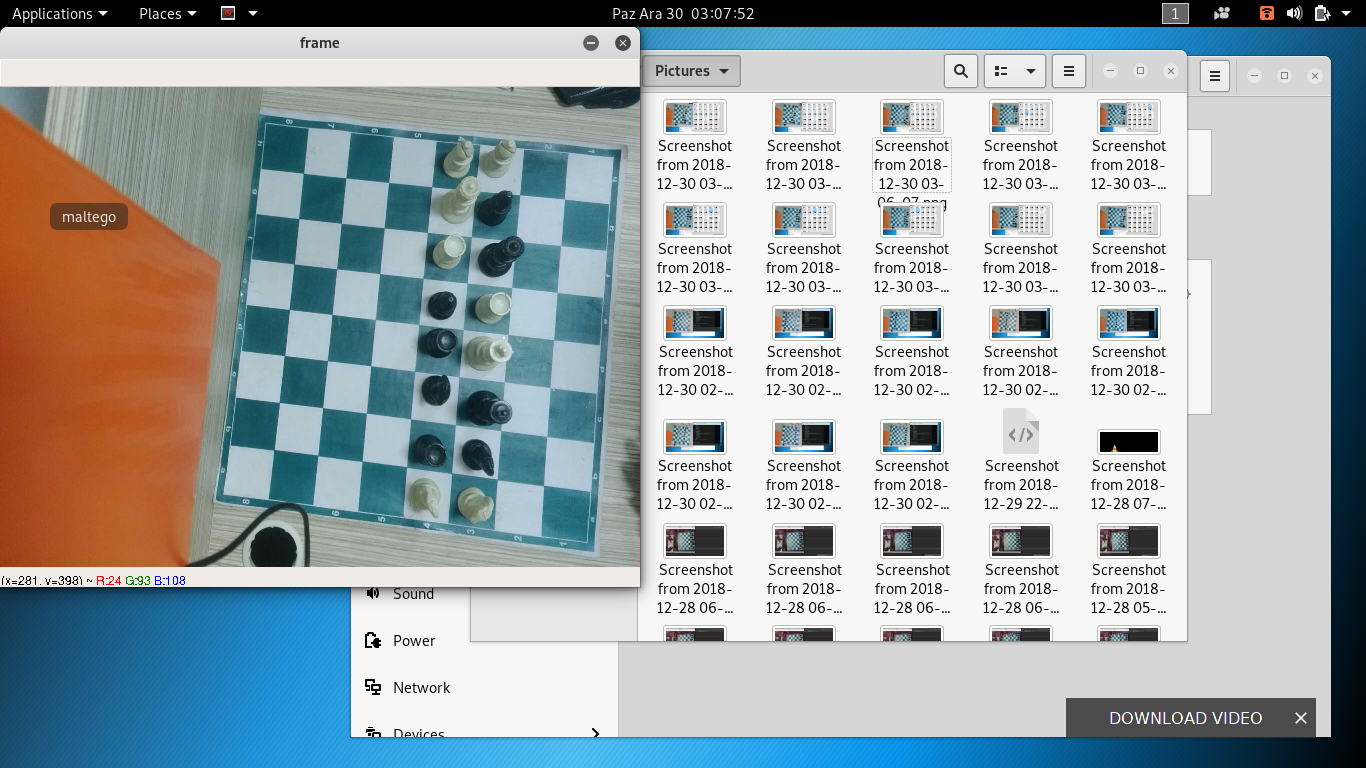 Applications
Places
Paz Ara 30 03:07:52
1
frame
maltego
(x=281, y=398) ~ R:24 G:93 B:108
Pictures
Screenshot from 2018-12-30 03-...
Screenshot from 2018-12-30 03-...
Screenshot from 2018-12-30 03-06-07.png
Screenshot from 2018-12-30 03-...
Screenshot from 2018-12-30 03-...
Screenshot from 2018-12-30 03-...
Screenshot from 2018-12-30 03-...
Screenshot from 2018-12-30 03-...
Screenshot from 2018-12-30 03-...
Screenshot from 2018-12-30 03-...
Screenshot from 2018-12-30 02-...
Screenshot from 2018-12-30 02-...
Screenshot from 2018-12-30 02-...
Screenshot from 2018-12-30 02-...
Screenshot from 2018-12-30 02-...
Screenshot from 2018-12-30 02-...
Screenshot from 2018-12-30 02-...
Screenshot from 2018-12-30 02-...
Screenshot from 2018-12-29 22-...
Screenshot from 2018-12-28 07-...
Screenshot from 2018-12-28 06-...
Screenshot from 2018-12-28 06-...
Screenshot from 2018-12-28 06-...
Screenshot from 2018-12-28 06-...
Screenshot from 2018-12-28 05-...
Sound
Power
Network
Devices
DOWNLOAD VIDEO